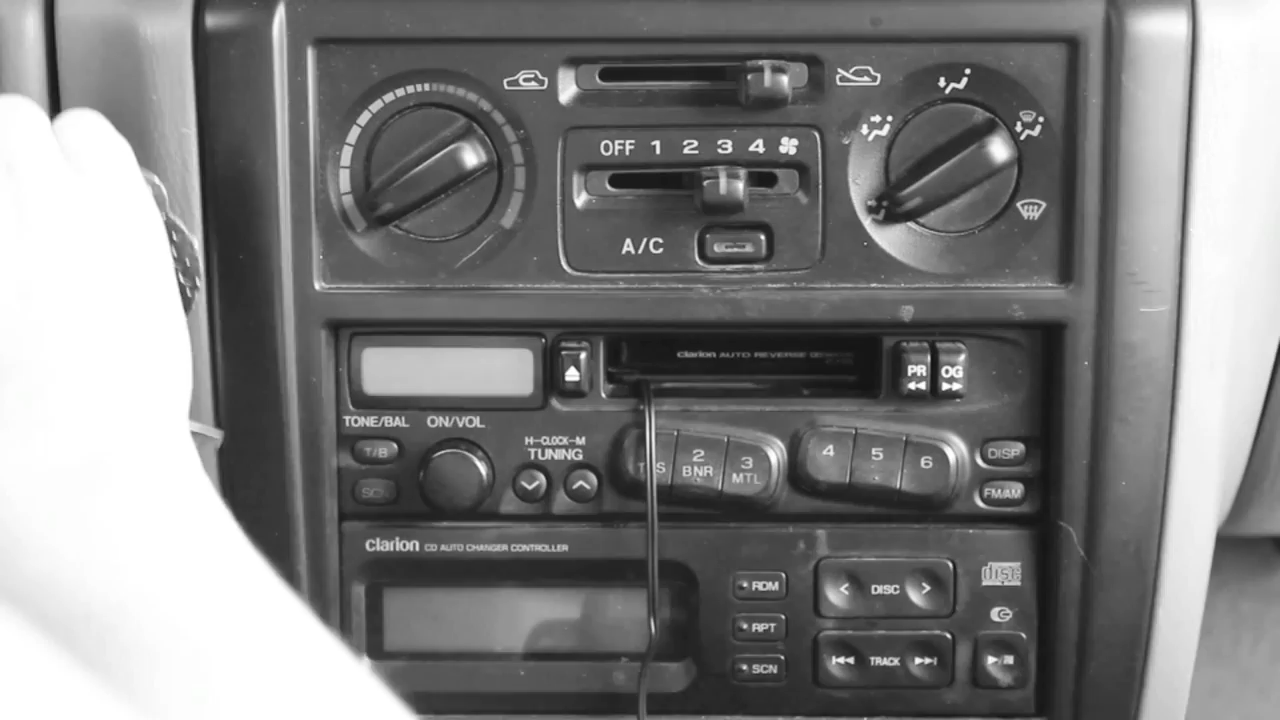 OFF 1 2 3 4
A/C
clarion AUTO REVERSE
PR OG
TONE/BAL ON/VOL
H-CLOCK-M
TUNING
T/B
SCN
2
BNR
3
MTL
4 5 6
DISP
FM/AM
clarion CD AUTO CHANGER CONTROLLER
RDM
RPT
SCN
< DISC >
TRACK
disc